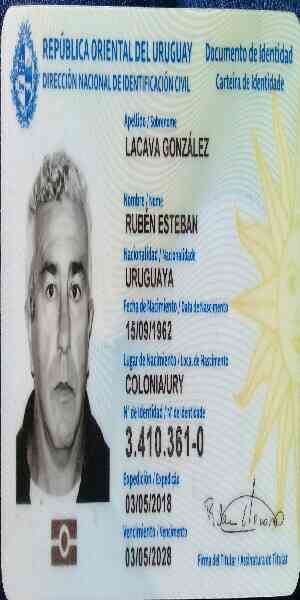 REPÚBLICA ORIENTAL DEL URUGUAY
Documento de Identidad
DIRECCIÓN NACIONAL DE IDENTIFICACIÓN CIVIL
Carteira de Identidade
Apellido / Sobrenome
LACAVA GONZÁLEZ
Nombre / Nome
RUBÉN ESTEBAN
Nacionalidad / Nacionalidade
URUGUAYA
Fecha de Nacimiento / Data de Nascimento
15/09/1962
Lugar de Nacimiento / Local de Nascimento
COLONIA/URY
N° de Identidad / N° de Identidade
3.410.361-0
Expedición / Expedição
03/05/2018
Vencimiento / Vencimento
03/05/2028
Firma del Titular / Assinatura do Titular